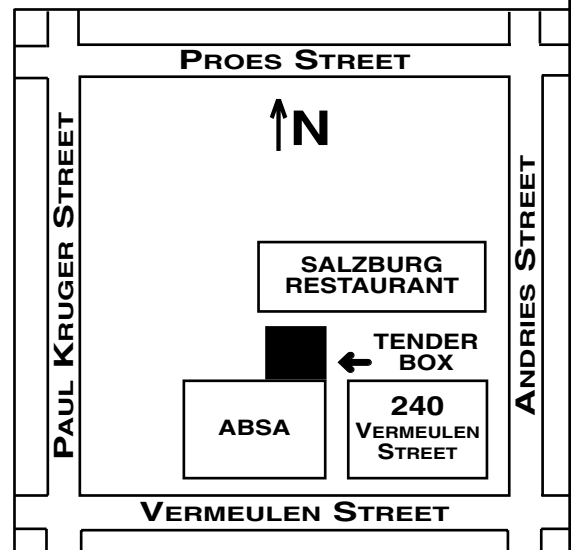 PROES STREET
N
PAUL KRUGER STREET
ANDRIES STREET
SALZBURG
RESTAURANT
TENDER
BOX
ABSA
240
VERMEULEN
STREET
VERMEULEN STREET